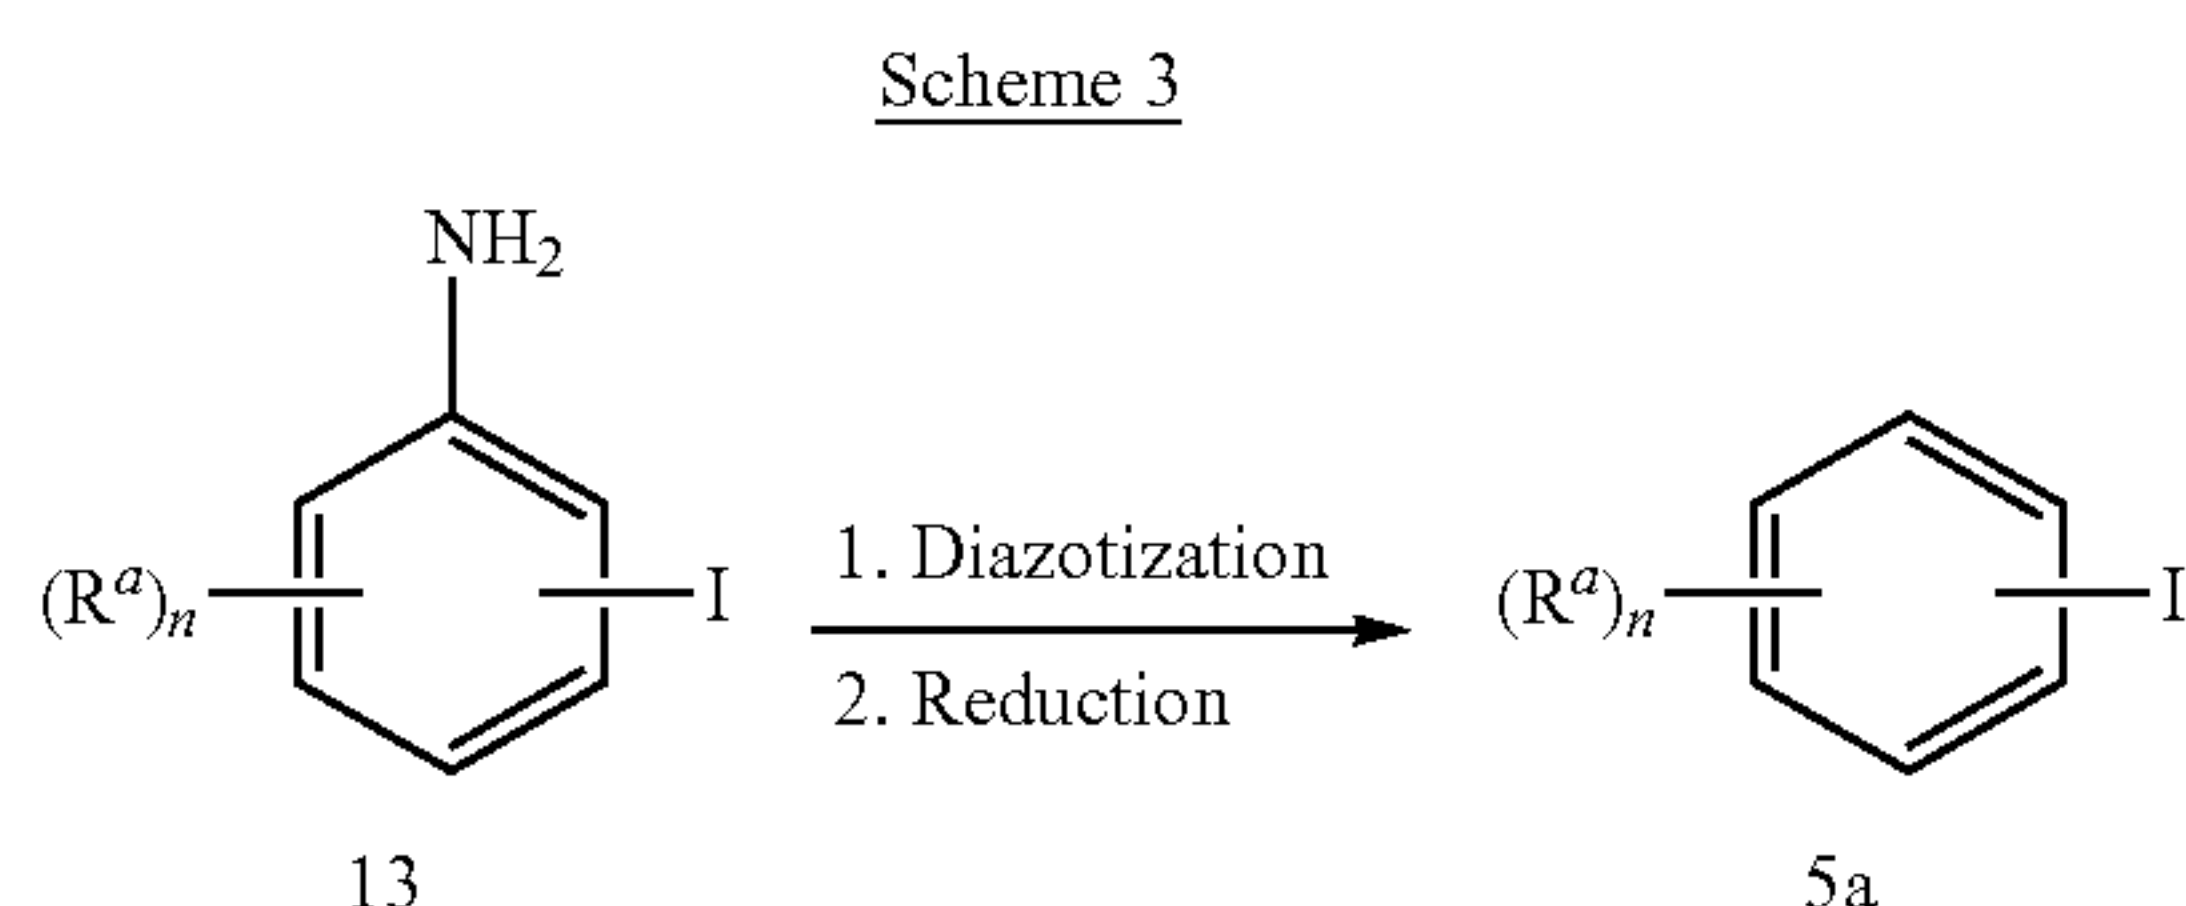 Scheme 3
NH₂
(Rᵃ)ₙ
I
1. Diazotization
2. Reduction
(Rᵃ)ₙ
I
13
5a